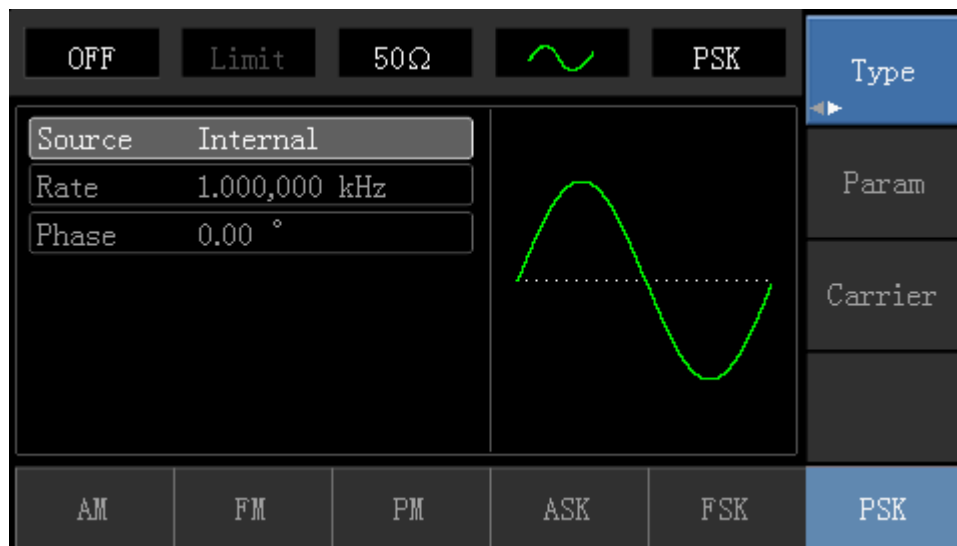 OFF Limit 50Ω PSK
Type
Source Internal
Rate 1.000,000 kHz
Phase 0.00 °
Param
Carrier
AM FM PM ASK FSK PSK